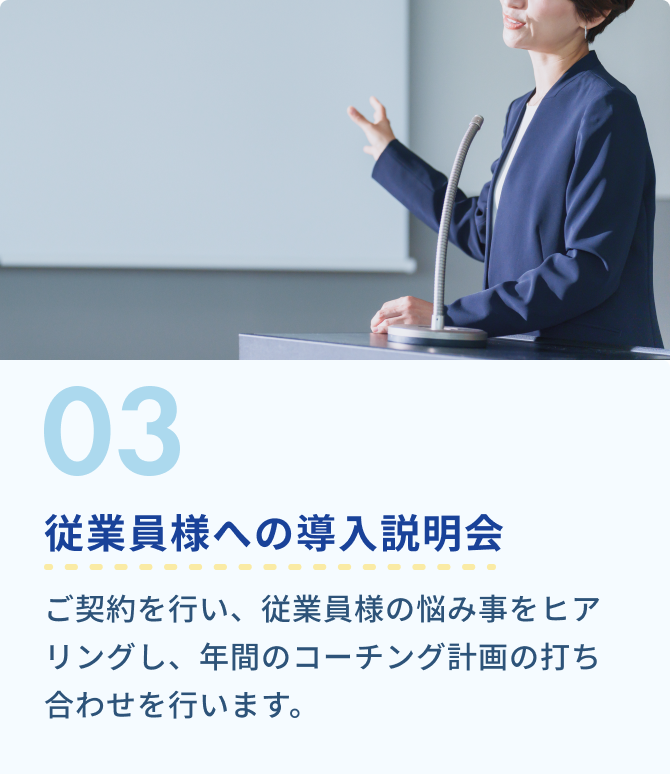 03
従業員様への導入説明会
ご契約を行い、従業員様の悩み事をヒア
リングし、年間のコーチング計画の打ち
合わせを行います。